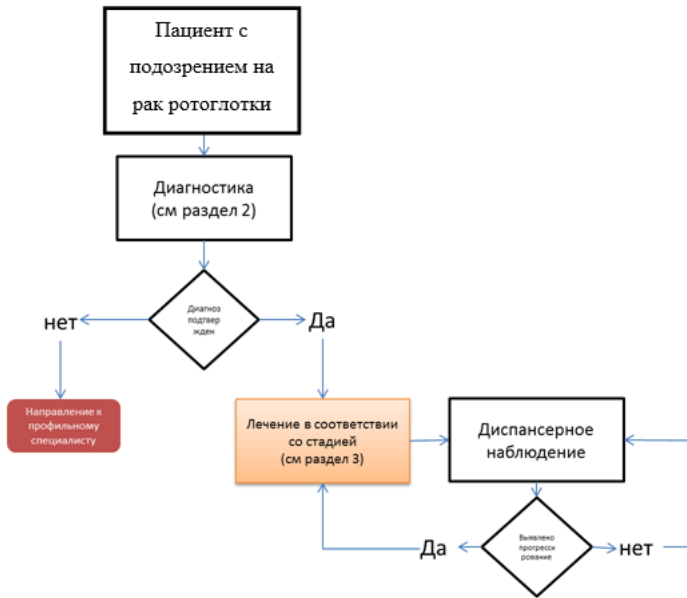 Пациент с
подозрением на
рак ротоглотки
Диагностика
(см раздел 2)
Диагноз
подтвер
жден
нет
Да
Направление к
профильному
специалисту
Лечение в соответствии
со стадией
(см раздел 3)
Диспансерное
наблюдение
Выявлено
прогресси
рование
Да
нет